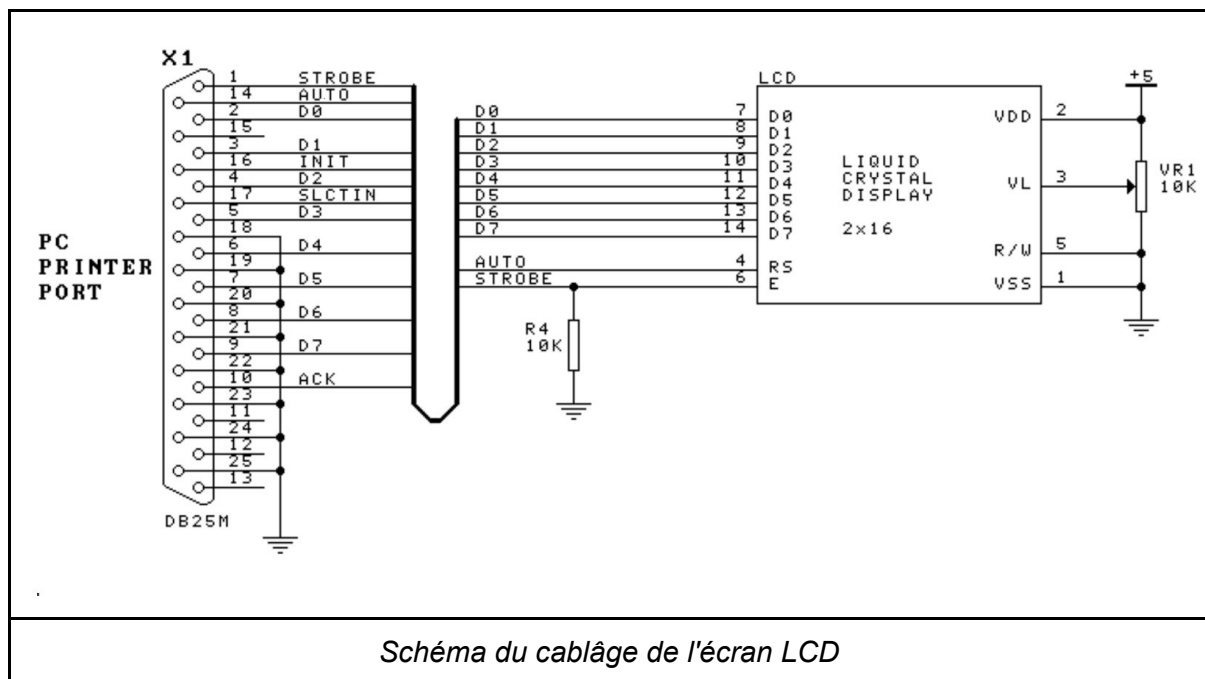 X1
1 STROBE
14 AUTO
2 D0
15
3 D1
16 INIT
4 D2
17 SLCTIN
5 D3
18
6 D4
19
7 D5
20
8 D6
21
9 D7
22
10 ACK
23
11
24
12
25
13
PC
PRINTER
PORT
DB25M
D0 7 D0
D1 8 D1
D2 9 D2
D3 10 D3
D4 11 D4
D5 12 D5
D6 13 D6
D7 14 D7
AUTO 4 RS
STROBE 6 E
R4
10K
LCD
LIQUID
CRYSTAL
DISPLAY
2x16
VDD 2
VL 3
R/W 5
VSS 1
+5
VR1
10K
Schéma du cablâge de l'écran LCD